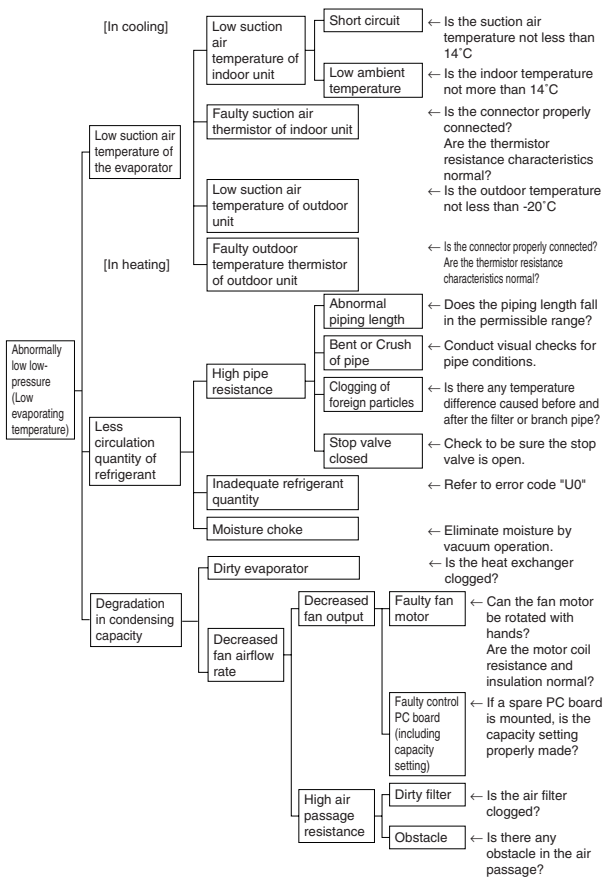 [In cooling]
Low suction
air
temperature of
indoor unit
Short circuit
← Is the suction air
temperature not less than
14˚C
Low ambient
temperature
← Is the indoor temperature
not more than 14˚C
Low suction air
temperature of
the evaporator
Faulty suction air
thermistor of indoor unit
← Is the connector properly
connected?
Are the thermistor
resistance characteristics
normal?
Low suction air
temperature of outdoor
unit
← Is the outdoor temperature
not less than -20˚C
[In heating]
Faulty outdoor
temperature thermistor
of outdoor unit
← Is the connector properly connected?
Are the thermistor resistance
characteristics normal?
Abnormally
low low-
pressure
(Low
evaporating
temperature)
Less
circulation
quantity of
refrigerant
High pipe
resistance
Abnormal
piping length
← Does the piping length fall
in the permissible range?
Bent or Crush
of pipe
← Conduct visual checks for
pipe conditions.
Clogging of
foreign particles
← Is there any temperature
difference caused before and
after the filter or branch pipe?
Stop valve
closed
← Check to be sure the stop
valve is open.
Inadequate refrigerant
quantity
← Refer to error code "U0"
Moisture choke
← Eliminate moisture by
vacuum operation.
Degradation
in condensing
capacity
Dirty evaporator
← Is the heat exchanger
clogged?
Decreased
fan airflow
rate
Decreased
fan output
Faulty fan
motor
← Can the fan motor
be rotated with
hands?
Are the motor coil
resistance and
insulation normal?
Faulty control
PC board
(including
capacity
setting)
← If a spare PC board
is mounted, is the
capacity setting
properly made?
High air
passage
resistance
Dirty filter
← Is the air filter
clogged?
Obstacle
← Is there any
obstacle in the air
passage?